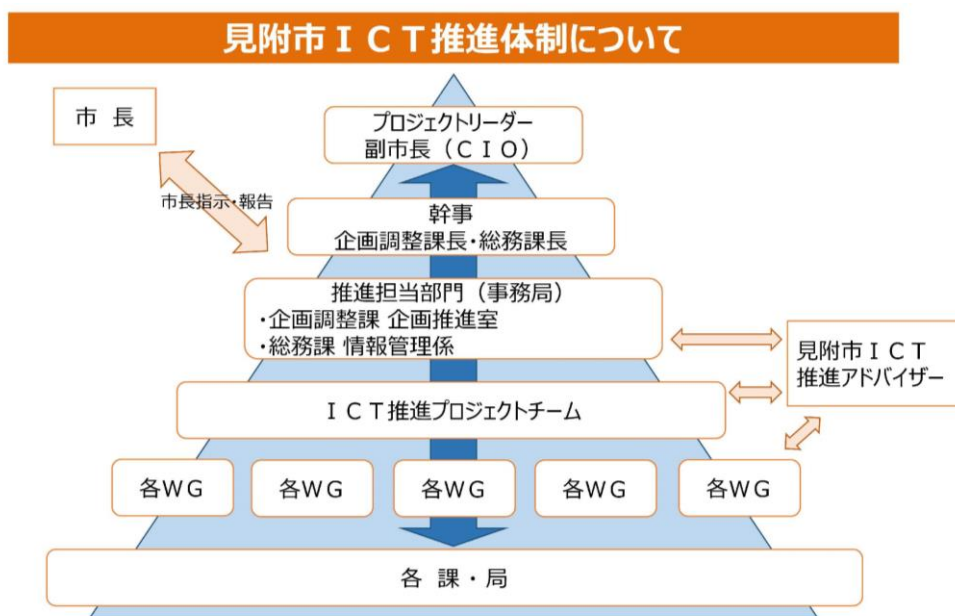 見附市ＩＣＴ推進体制について
市 長
プロジェクトリーダー
副市長（ＣＩＯ）
市長指示・報告
幹事
企画調整課長・総務課長
推進担当部門（事務局）
・企画調整課 企画推進室
・総務課 情報管理係
見附市ＩＣＴ
推進アドバイザー
ＩＣＴ推進プロジェクトチーム
各ＷＧ
各ＷＧ
各ＷＧ
各ＷＧ
各ＷＧ
各 課・局